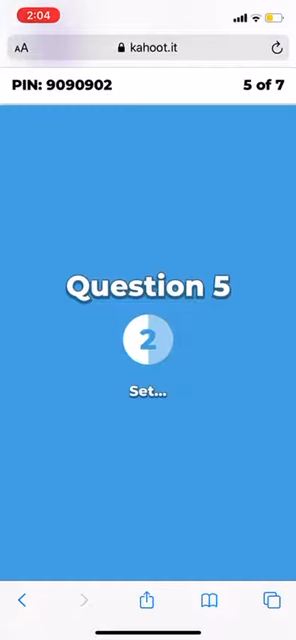 2:04
AA kahoot.it
PIN: 9090902 5 of 7
Question 5
2
Set...